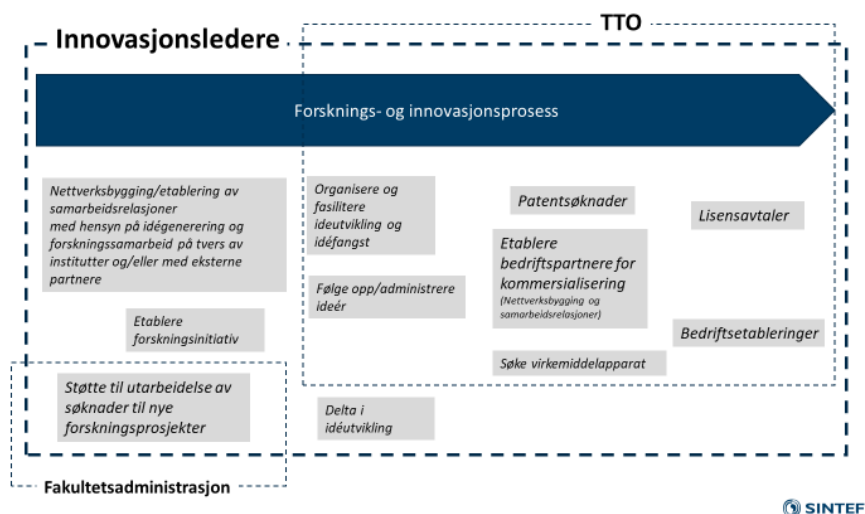 TTO
Innovasjonsledere
Forsknings- og innovasjonsprosess
Nettverksbygging/etablering av
samarbeidsrelasjoner
med hensyn på idégenerering og
forskningssamarbeid på tvers av
institutter og/eller med eksterne
partnere
Etablere
forskningsinitiativ
Støtte til utarbeidelse av
søknader til nye
forskningsprosjekter
Organisere og
fasilitere
ideutvikling og
idéfangst
Følge opp/administrere
ideér
Delta i
idéutvikling
Patentsøknader
Etablere
bedriftspartnere for
kommersialisering
(Nettverksbygging og
samarbeidsrelasjoner)
Søke virkemiddelapparat
Lisensavtaler
Bedriftsetableringer
Fakultetsadministrasjon
SINTEF